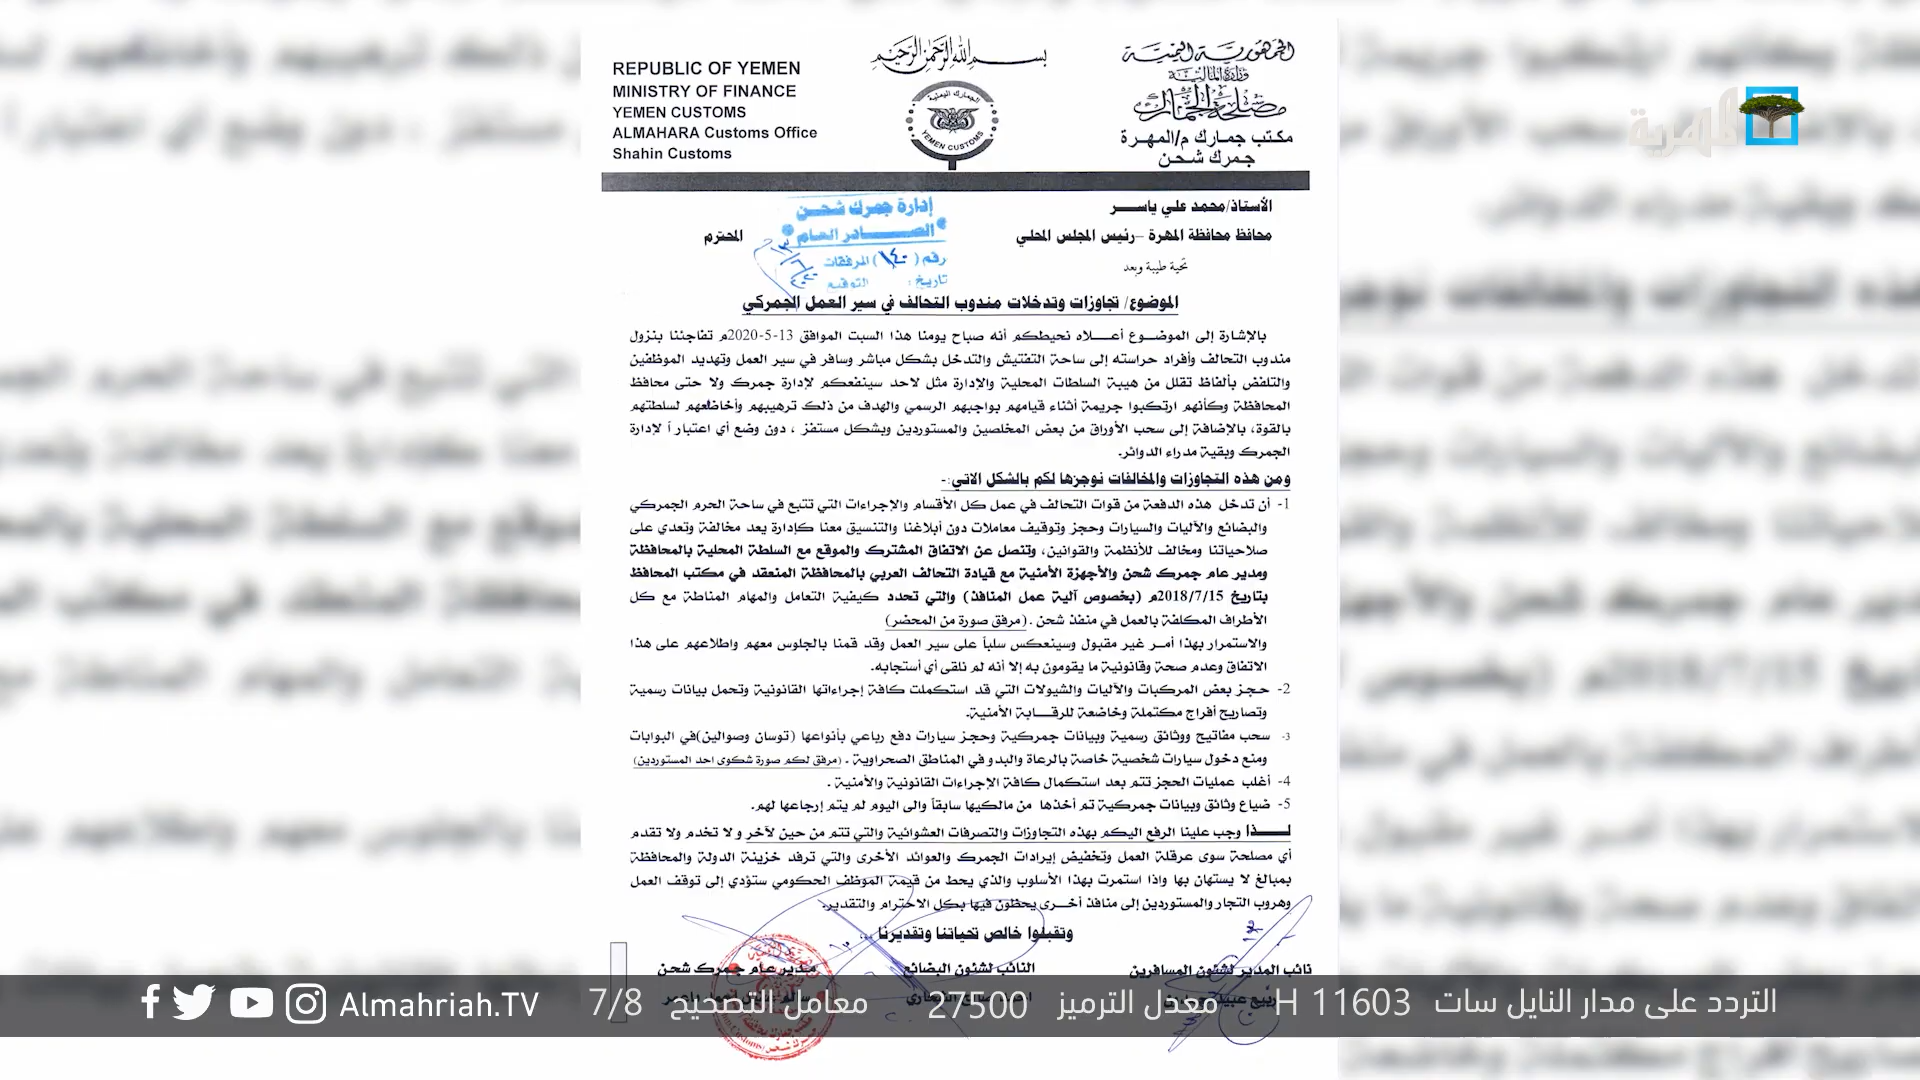 REPUBLIC OF YEMEN
MINISTRY OF FINANCE
YEMEN CUSTOMS
ALMAHARA Customs Office
Shahin Customs
بسم الله الرحمن الرحيم
الجمارك اليمنية
YEMEN CUSTOMS
الجمهورية اليمنية
وزارة المالية
مصلحة الجمارك
مكتب جمارك م/المهرة
جمرك شحن
المهرية
الأستاذ/محمد علي ياسر
محافظ محافظة المهرة –رئيس المجلس المحلي المحترم
إدارة جمرك شحن
الصادر العام
رقم (١٤٠) المرفقات
تاريخ: التوقيع
تحية طيبة وبعد
الموضوع/ تجاوزات وتدخلات مندوب التحالف في سير العمل الجمركي
بالإشارة إلى الموضوع أعلاه نحيطكم أنه صباح يومنا هذا السبت الموافق 13-5-2020م تفاجئنا بنزول
مندوب التحالف وأفراد حراسته إلى ساحة التفتيش والتدخل بشكل مباشر وسافر في سير العمل وتهديد الموظفين
والتلفض بألفاظ تقلل من هيبة السلطات المحلية والإدارة مثل لاحد سينفعكم لإدارة جمرك ولا حتى محافظ
المحافظة وكأنهم ارتكبوا جريمة أثناء قيامهم بواجبهم الرسمي والهدف من ذلك ترهيبهم وأخاضعهم لسلطتهم
بالقوة، بالإضافة إلى سحب الأوراق من بعض المخلصين والمستوردين وبشكل مستفز ، دون وضع أي اعتبار اً لإدارة
الجمرك وبقية مدراء الدوائر.
ومن هذه التجاوزات والمخالفات نوجزها لكم بالشكل الاتي:-
1- أن تدخل هذه الدفعة من قوات التحالف في عمل كل الأقسام والإجراءات التي تتبع في ساحة الحرم الجمركي
والبضائع والآليات والسيارات وحجز وتوقيف معاملات دون أبلاغنا والتنسيق معنا كإدارة يعد مخالفة وتعدي على
صلاحياتنا ومخالف للأنظمة والقوانين، وتنصل عن الاتفاق المشترك والموقع مع السلطة المحلية بالمحافظة
ومدير عام جمرك شحن والأجهزة الأمنية مع قيادة التحالف العربي بالمحافظة المنعقد في مكتب المحافظ
بتاريخ 2018/7/15م (بخصوص آلية عمل المنافذ) والتي تحدد كيفية التعامل والمهام المناطة مع كل
الأطراف المكلفة بالعمل في منفذ شحن . (مرفق صورة من المحضر)
والاستمرار بهذا أمر غير مقبول وسينعكس سلباً على سير العمل وقد قمنا بالجلوس معهم واطلاعهم على هذا
الاتفاق وعدم صحة وقانونية ما يقومون به إلا أنه لم نلقى أي أستجابه.
2- حجز بعض المركبات والآليات والشيولات التي قد استكملت كافة إجراءاتها القانونية وتحمل بيانات رسمية
وتصاريح أفراج مكتملة وخاضعة للرقابة الأمنية.
3- سحب مفاتيح ووثائق رسمية وبيانات جمركية وحجز سيارات دفع رباعي بأنواعها (توسان وصوالين)في البوابات
ومنع دخول سيارات شخصية خاصة بالرعاة والبدو في المناطق الصحراوية . (مرفق لكم صورة شكوى احد المستوردين)
4- أغلب عمليات الحجز تتم بعد استكمال كافة الإجراءات القانونية والأمنية .
5- ضياع وثائق وبيانات جمركية تم أخذها من مالكيها سابقاً والى اليوم لم يتم إرجاعها لهم.
لـــذا وجب علينا الرفع اليكم بهذه التجاوزات والتصرفات العشوائية والتي تتم من حين لآخر و لا تخدم ولا تقدم
أي مصلحة سوى عرقلة العمل وتخفيض إيرادات الجمرك والعوائد الأخرى والتي ترفد خزينة الدولة والمحافظة
بمبالغ لا يستهان بها واذا استمرت بهذا الأسلوب والذي يحط من قيمة الموظف الحكومي ستؤدي إلى توقف العمل
وهروب التجار والمستوردين إلى منافذ أخرى يحظون فيها بكل الاحترام والتقدير.
وتقبلوا خالص تحياتنا وتقديرنا ...
نائب المدير لشئون المسافرين النائب لشئون البضائع مدير عام جمرك شحن
التردد على مدار النايل سات 11603 H معدل الترميز 27500 معامل التصحيح 7/8 Almahriah.TV